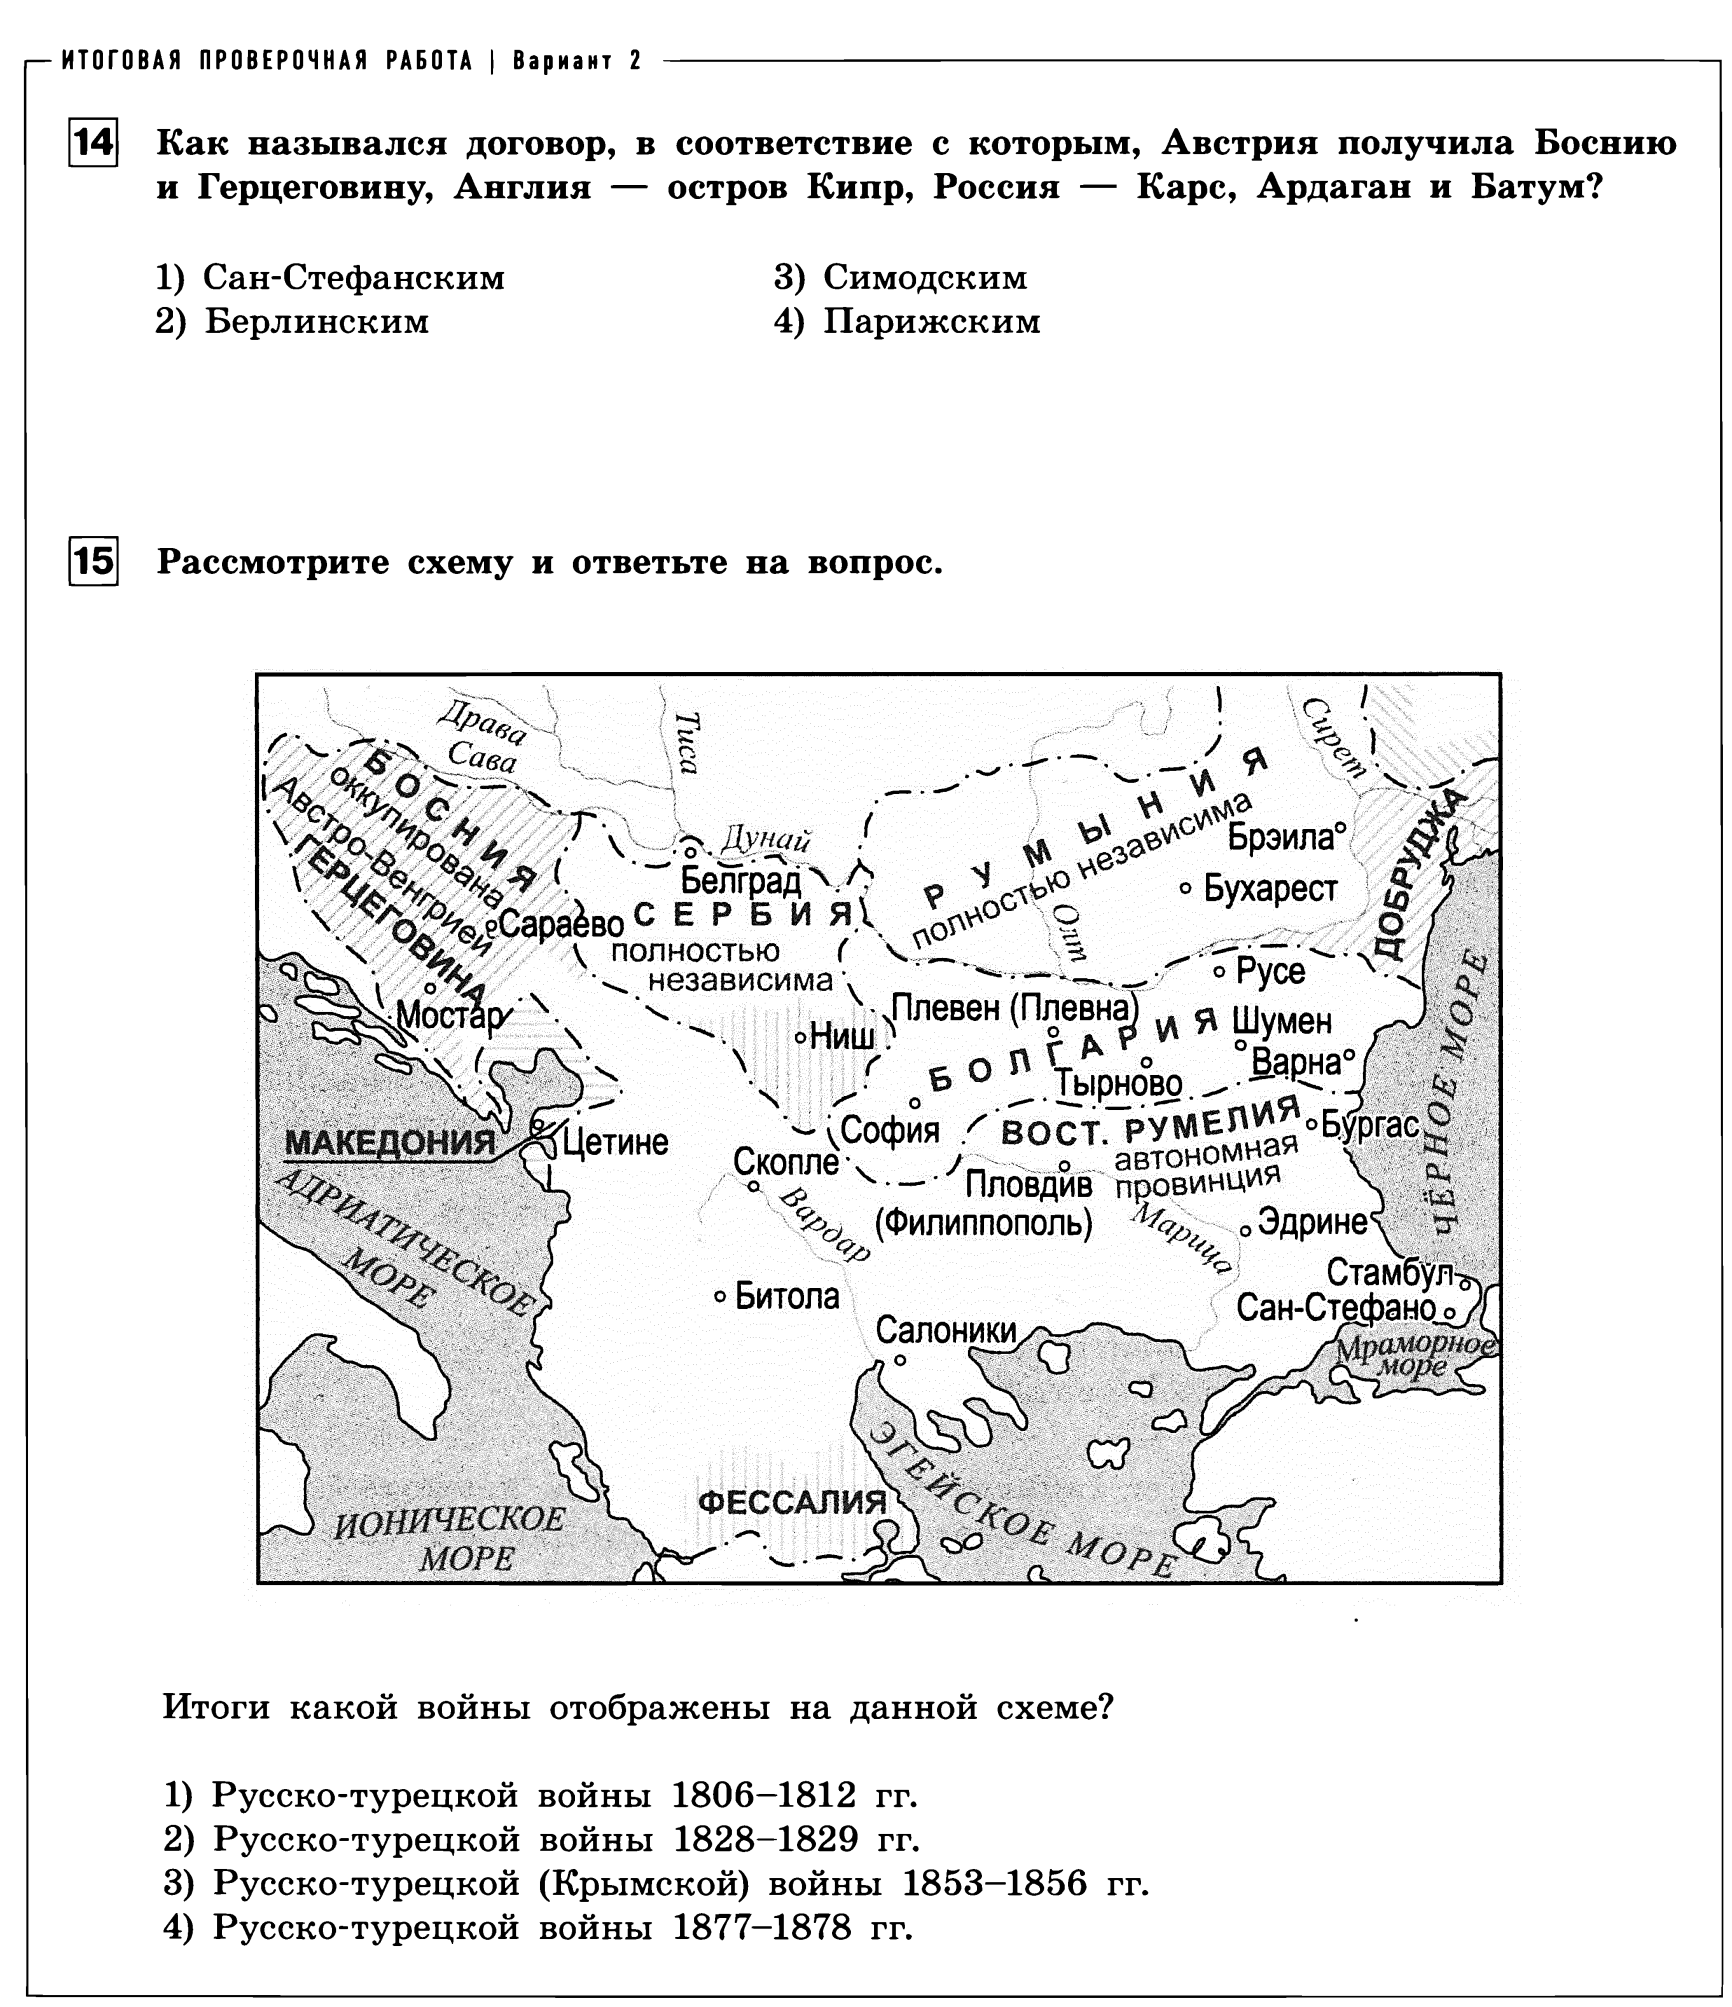 ИТОГОВАЯ ПРОВЕРОЧНАЯ РАБОТА | Вариант 2
14 Как назывался договор, в соответствие с которым, Австрия получила Боснию
и Герцеговину, Англия — остров Кипр, Россия — Карс, Ардаган и Батум?
1) Сан-Стефанским
3) Симодским
2) Берлинским
4) Парижским
15 Рассмотрите схему и ответьте на вопрос.
Драва
Сава
Тиса
Сирет
БОСНИЯ
оккупирована
Австро-Венгрией
ГЕРЦЕГОВИНА
Дунай
Белград
РУМЫНИЯ
полностью независима
Брэила
Бухарест
ДОБРУДЖА
Сараево
СЕРБИЯ
полностью
независима
Олт
Русе
Мостар
Ниш
Плевен (Плевна)
БОЛГАРИЯ
Шумен
Варна
Тырново
ЧЁРНОЕ МОРЕ
МАКЕДОНИЯ
Цетине
София
ВОСТ. РУМЕЛИЯ
автономная
провинция
Бургас
Скопле
Пловдив
(Филиппополь)
Вардар
Марица
Эдрине
АДРИАТИЧЕСКОЕ
МОРЕ
Битола
Стамбул
Сан-Стефано
Салоники
Мраморное
море
ЭГЕЙСКОЕ МОРЕ
ФЕССАЛИЯ
ИОНИЧЕСКОЕ
МОРЕ
Итоги какой войны отображены на данной схеме?
1) Русско-турецкой войны 1806–1812 гг.
2) Русско-турецкой войны 1828–1829 гг.
3) Русско-турецкой (Крымской) войны 1853–1856 гг.
4) Русско-турецкой войны 1877–1878 гг.